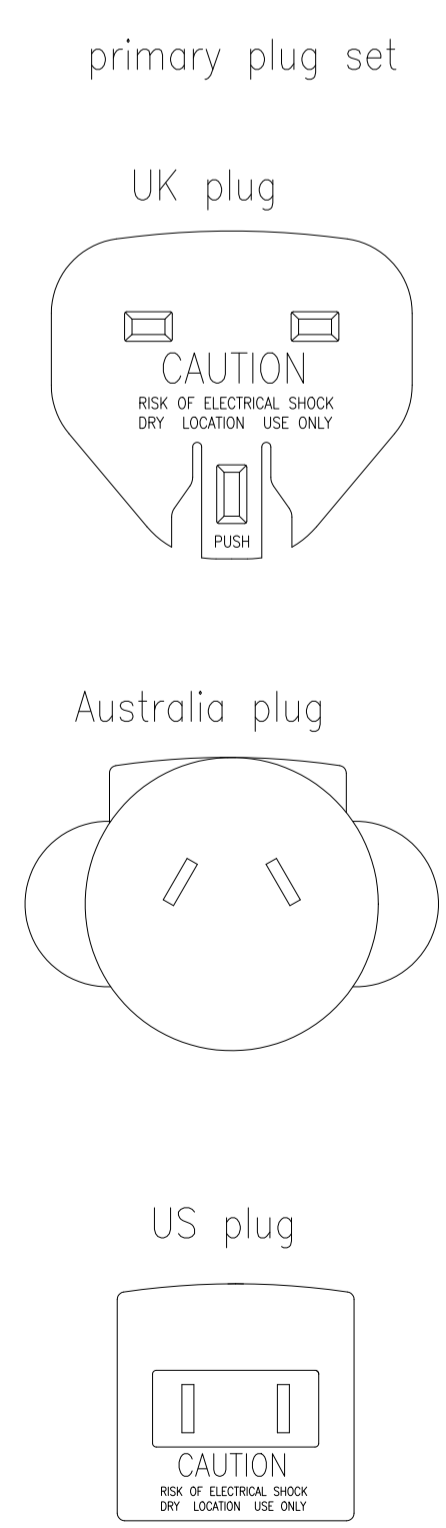 primary plug set
UK plug
CAUTION
RISK OF ELECTRICAL SHOCK
DRY LOCATION USE ONLY
PUSH
Australia plug
US plug
CAUTION
RISK OF ELECTRICAL SHOCK
DRY LOCATION USE ONLY